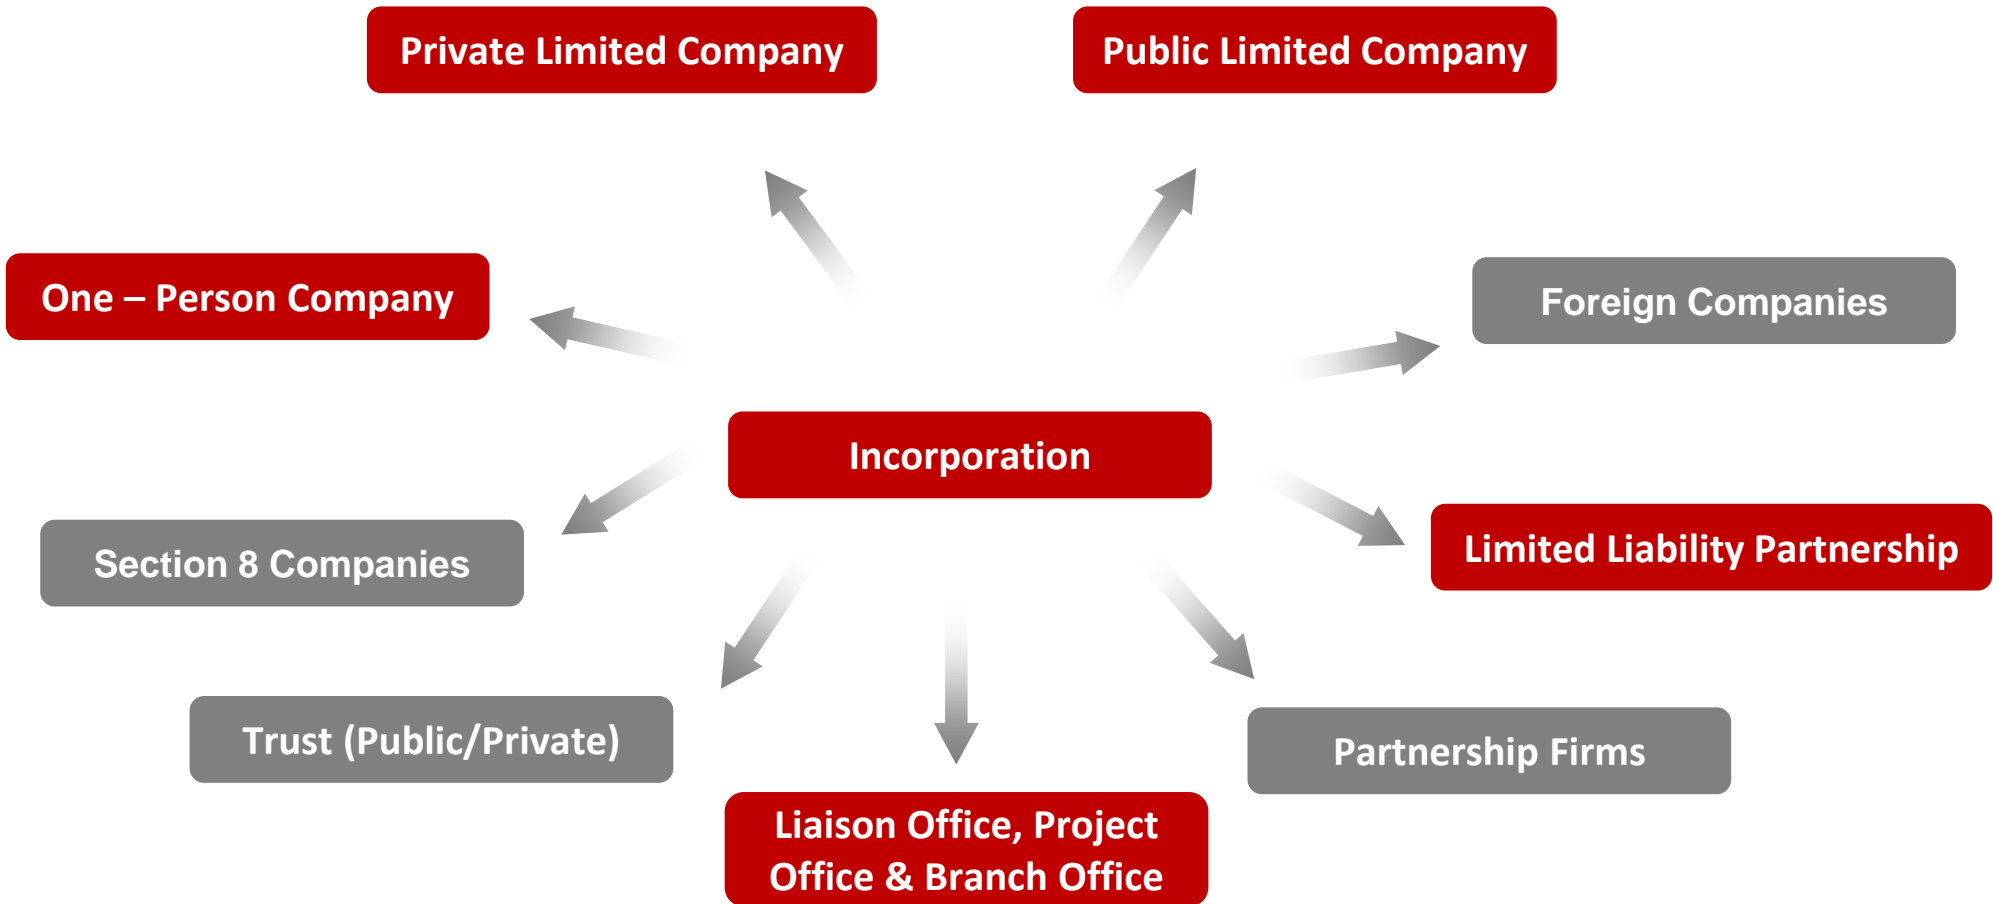 Private Limited Company
Public Limited Company
One – Person Company
Foreign Companies
Incorporation
Section 8 Companies
Limited Liability Partnership
Trust (Public/Private)
Partnership Firms
Liaison Office, Project
Office & Branch Office